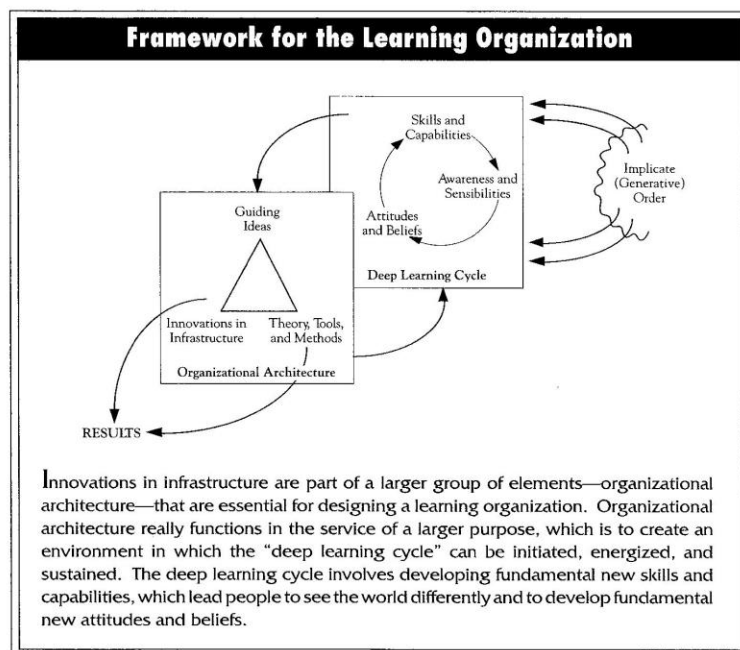 Framework for the Learning Organization
Skills and
Capabilities
Awareness and
Sensibilities
Attitudes
and Beliefs
Deep Learning Cycle
Implicate
(Generative)
Order
Guiding
Ideas
Innovations in
Infrastructure
Theory, Tools,
and Methods
Organizational Architecture
RESULTS
Innovations in infrastructure are part of a larger group of elements—organizational
architecture—that are essential for designing a learning organization. Organizational
architecture really functions in the service of a larger purpose, which is to create an
environment in which the “deep learning cycle” can be initiated, energized, and
sustained. The deep learning cycle involves developing fundamental new skills and
capabilities, which lead people to see the world differently and to develop fundamental
new attitudes and beliefs.